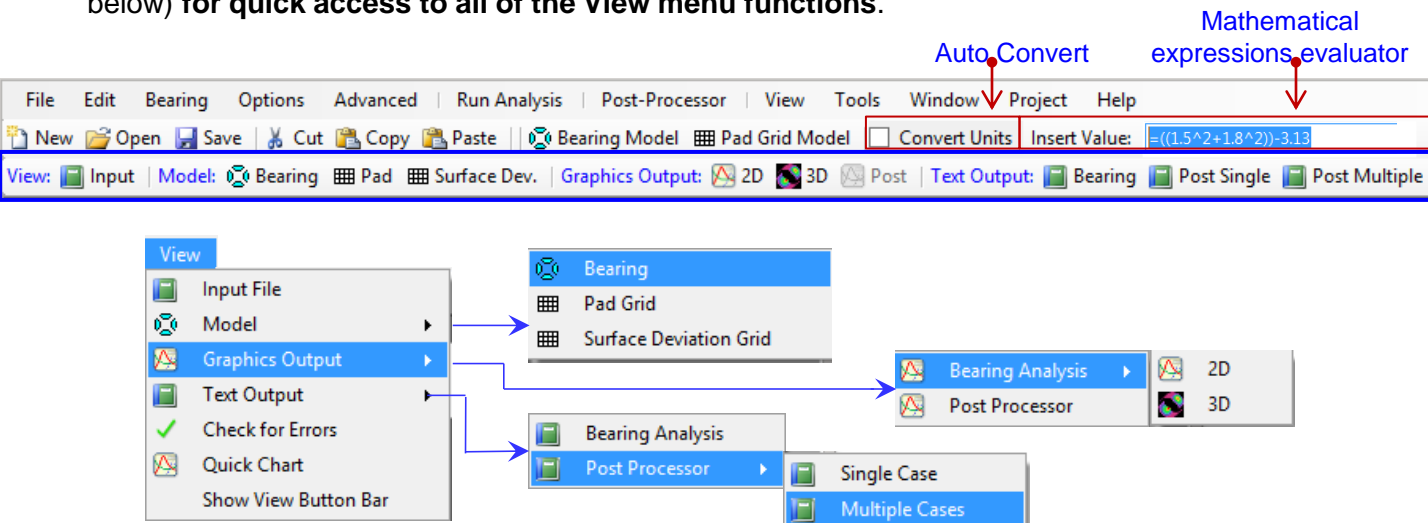 below) for quick access to all of the View menu functions.
Mathematical
Auto Convert expressions evaluator
File Edit Bearing Options Advanced | Run Analysis | Post-Processor | View Tools Window Project Help
New Open Save | Cut Copy Paste | Bearing Model Pad Grid Model Convert Units Insert Value: =((1.5^2+1.8^2))-3.13
View: Input | Model: Bearing Pad Surface Dev. | Graphics Output: 2D 3D Post | Text Output: Bearing Post Single Post Multiple
View
Input File
Model
Graphics Output
Text Output
Check for Errors
Quick Chart
Show View Button Bar
Bearing
Pad Grid
Surface Deviation Grid
Bearing Analysis
Post Processor
2D
3D
Bearing Analysis
Post Processor
Single Case
Multiple Cases